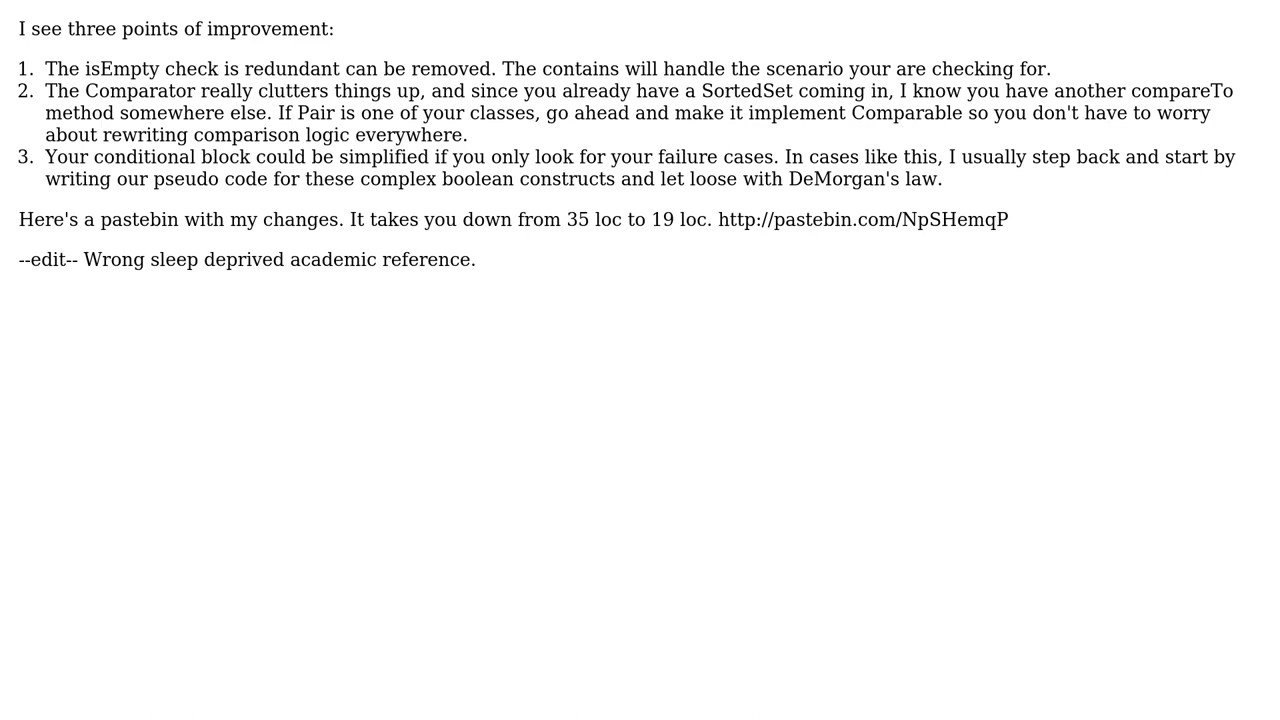 I see three points of improvement:
1. The isEmpty check is redundant can be removed. The contains will handle the scenario your are checking for.
2. The Comparator really clutters things up, and since you already have a SortedSet coming in, I know you have another compareTo
method somewhere else. If Pair is one of your classes, go ahead and make it implement Comparable so you don't have to worry
about rewriting comparison logic everywhere.
3. Your conditional block could be simplified if you only look for your failure cases. In cases like this, I usually step back and start by
writing our pseudo code for these complex boolean constructs and let loose with DeMorgan's law.
Here's a pastebin with my changes. It takes you down from 35 loc to 19 loc. http://pastebin.com/NpSHemqP
--edit-- Wrong sleep deprived academic reference.